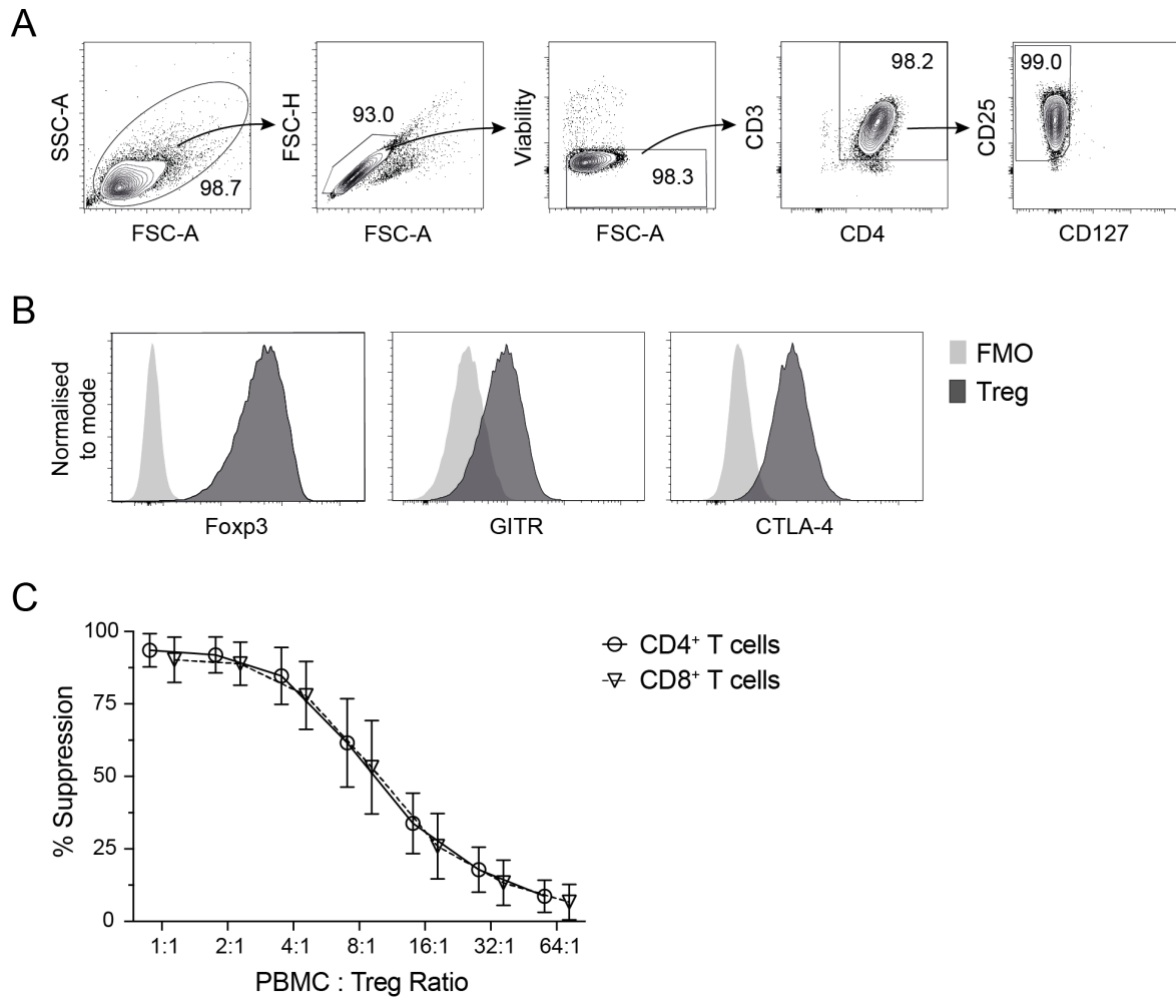 A
SSC-A
98.7
FSC-A
FSC-H
93.0
FSC-A
Viability
98.3
FSC-A
CD3
98.2
CD4
CD25
99.0
CD127
B
Normalised
to mode
Foxp3
GITR
CTLA-4
FMO
Treg
C
% Suppression
100
75
50
25
0
1:1 2:1 4:1 8:1 16:1 32:1 64:1
PBMC : Treg Ratio
CD4⁺ T cells
CD8⁺ T cells